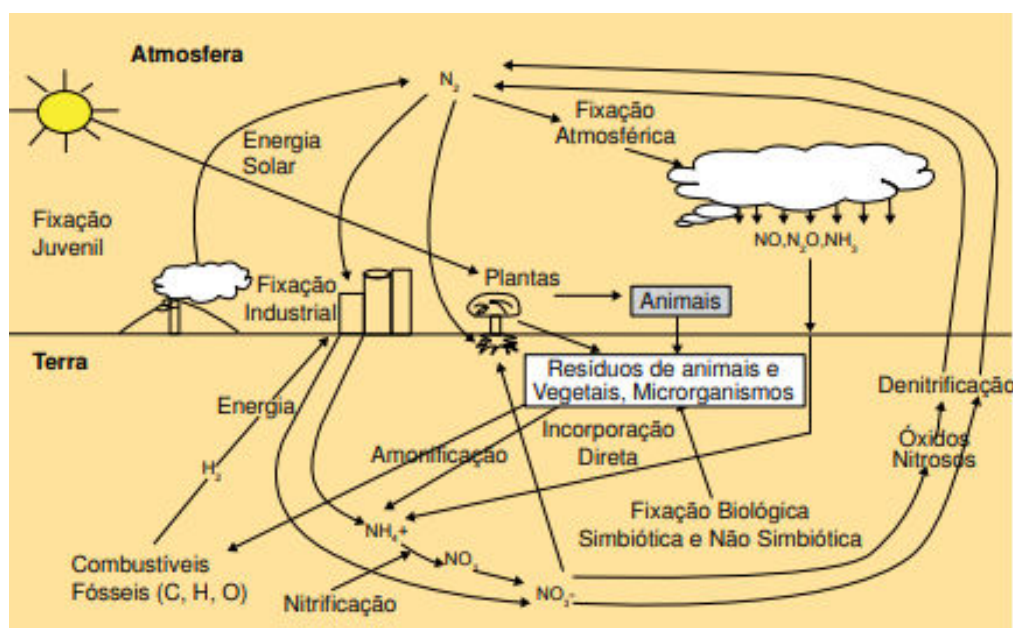 Atmosfera
N₂
Fixação
Atmosférica
Energia
Solar
Fixação
Juvenil
NO,N₂O,NH₃
Fixação
Industrial
Plantas
Animais
Terra
Resíduos de animais e
Vegetais, Microrganismos
Denitrificação
Energia
Incorporação
Direta
Óxidos
Nitrosos
Amonificação
H₂
Fixação Biológica
Simbiótica e Não Simbiótica
NH₄+
Combustíveis
Fósseis (C, H, O)
Nitrificação
NO₃-